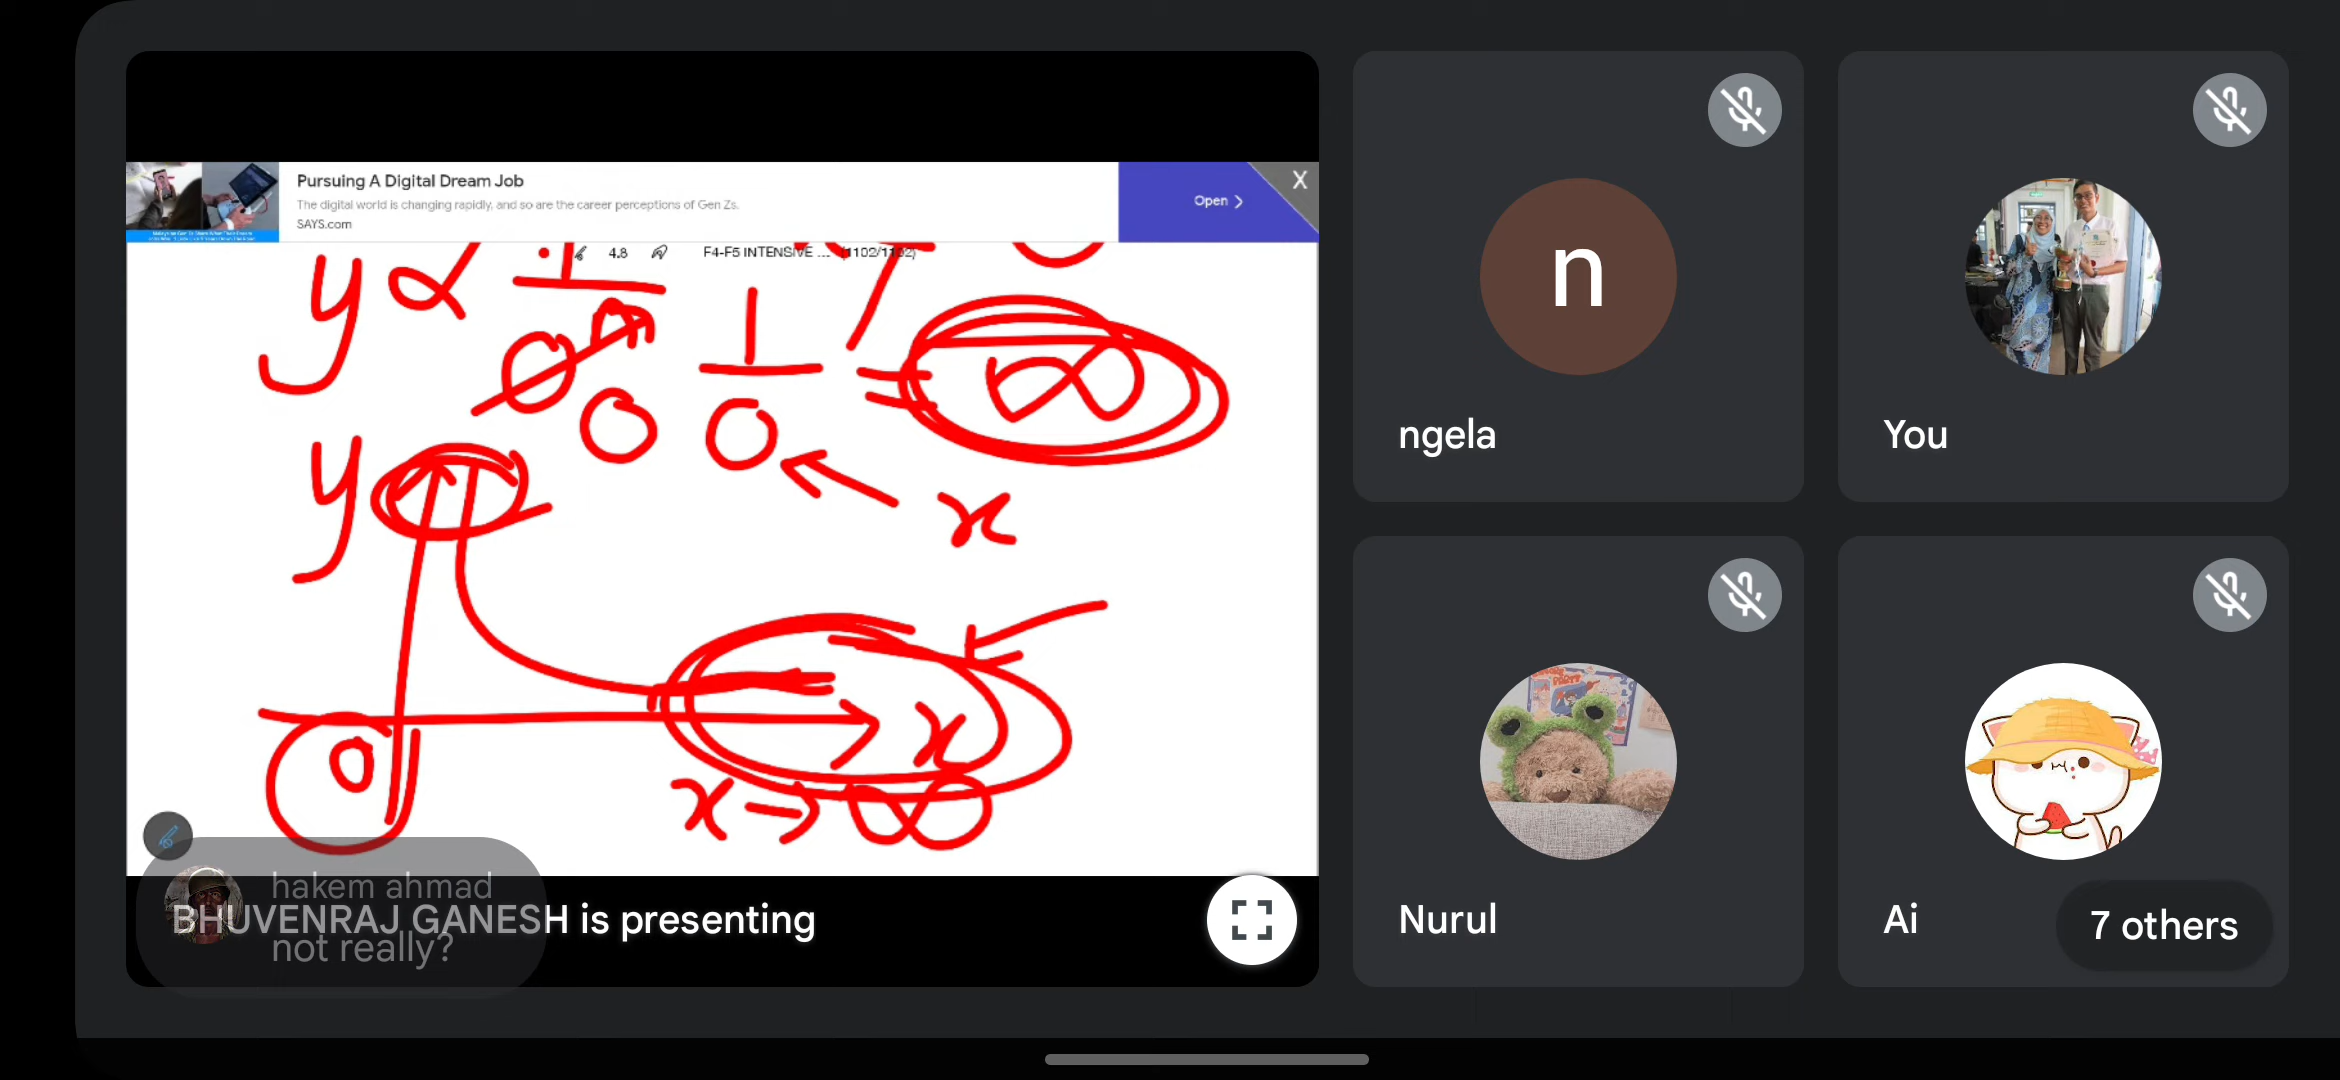 Pursuing A Digital Dream Job
The digital world is changing rapidly, and so are the career perceptions of Gen Zs.
SAYS.com
Open
X
4.8
F4-F5 INTENSIVE ... (1102/1102)
y ∝ 1
0
1/0 = ∞
x
y
0
x
x → ∞
hakem ahmad
not really?
BHUVENRAJ GANESH is presenting
n
ngela
You
Nurul
Ai
7 others